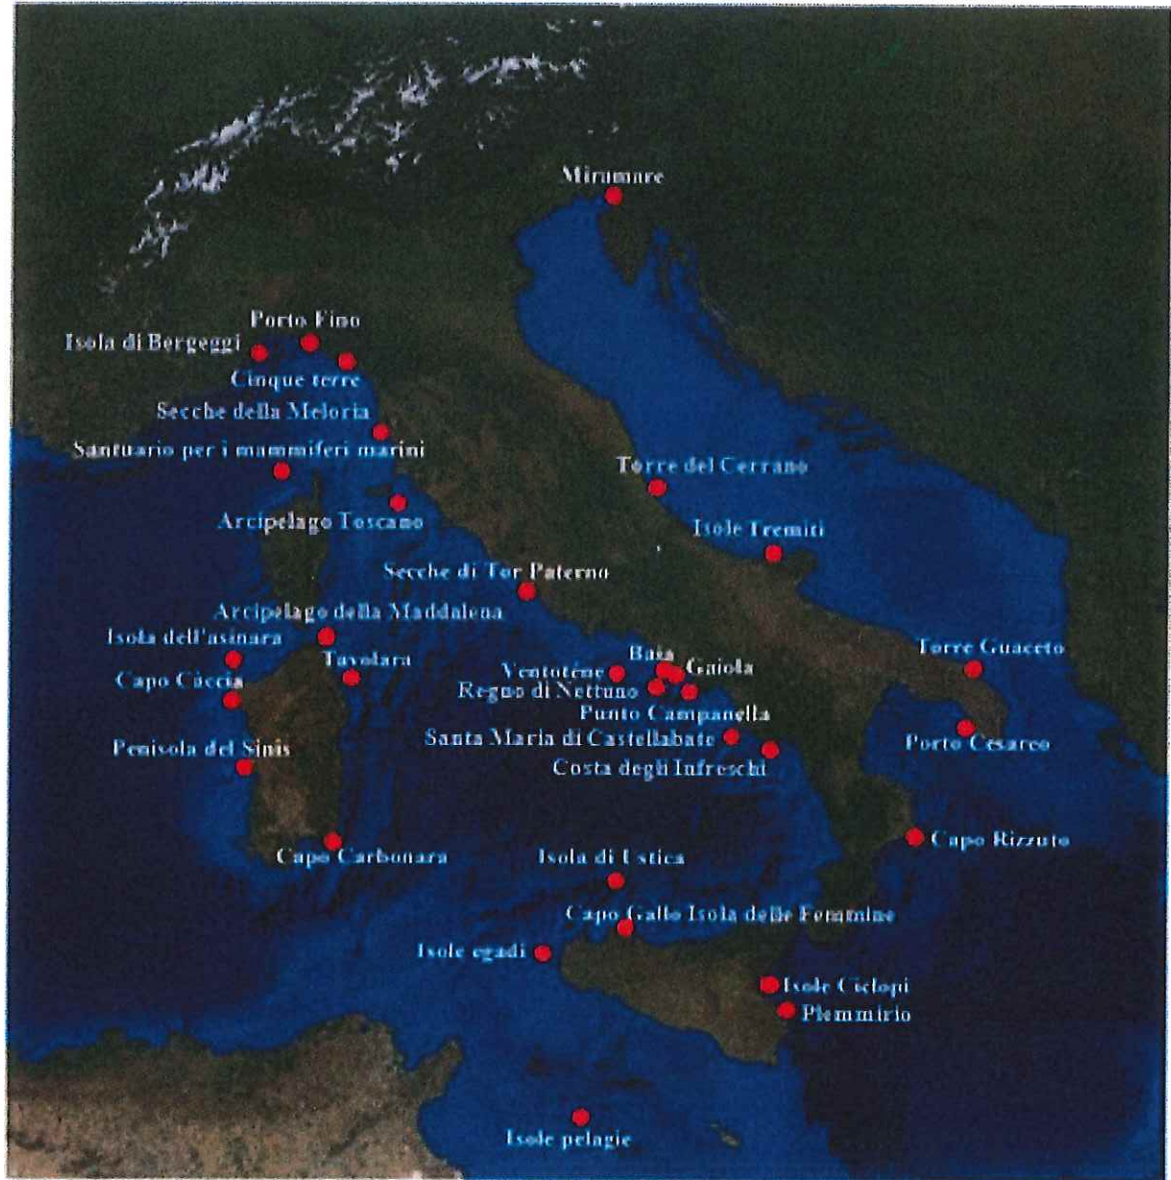 Miramare
Porto Fino
Isola di Bergeggi
Cinque terre
Secche della Meloria
Santuario per i mammiferi marini
Torre del Cerrano
Arcipelago Toscano
Isole Tremiti
Secche di Tor Paterno
Arcipelago della Maddalena
Isola dell'asinara
Tavolara
Baia
Gaiola
Torre Guaceto
Ventotène
Capo Càccia
Regno di Nettuno
Punto Campanella
Santa Maria di Castellabate
Porto Cesareo
Penisola del Sinis
Costa degli Infreschi
Capo Rizzuto
Capo Carbonara
Isola di Ustica
Capo Gallo Isola delle Femmine
Isole egadi
Isole Ciclopi
Plemmirio
Isole pelagie